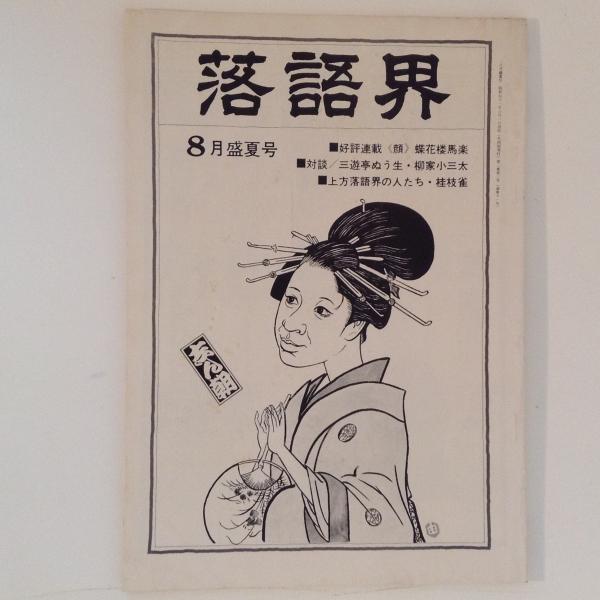 落語界
8月盛夏号
■好評連載《顔》蝶花楼馬楽
■対談／三遊亭ぬう生・柳家小三太
■上方落語界の人たち・桂枝雀